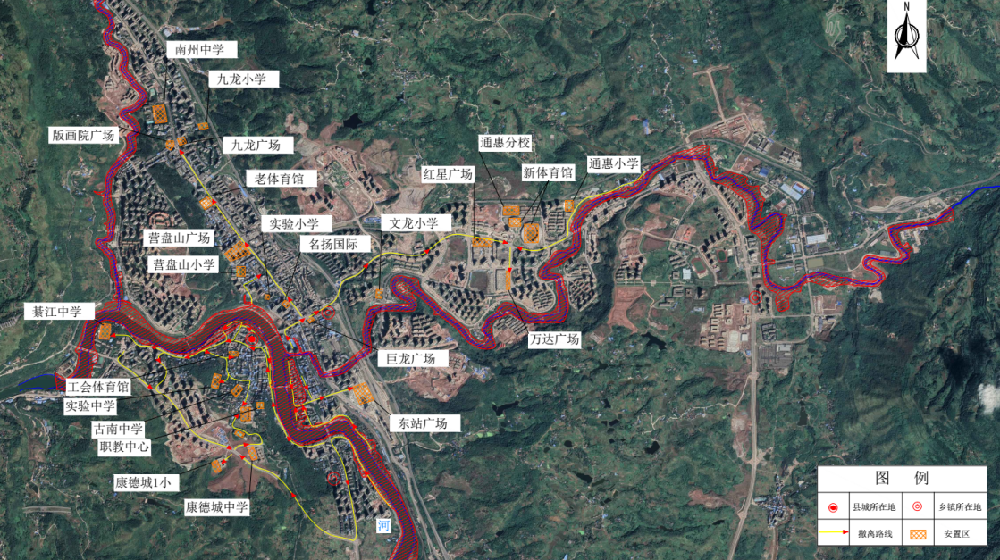 N
南州中学
九龙小学
版画院广场
九龙广场
通惠分校
通惠小学
红星广场
新体育馆
老体育馆
实验小学
文龙小学
营盘山广场
名扬国际
营盘山小学
綦江中学
万达广场
巨龙广场
工会体育馆
实验中学
东站广场
古南中学
职教中心
康德城1小
康德城中学
河
图 例
县城所在地
乡镇所在地
撤离路线
安置区